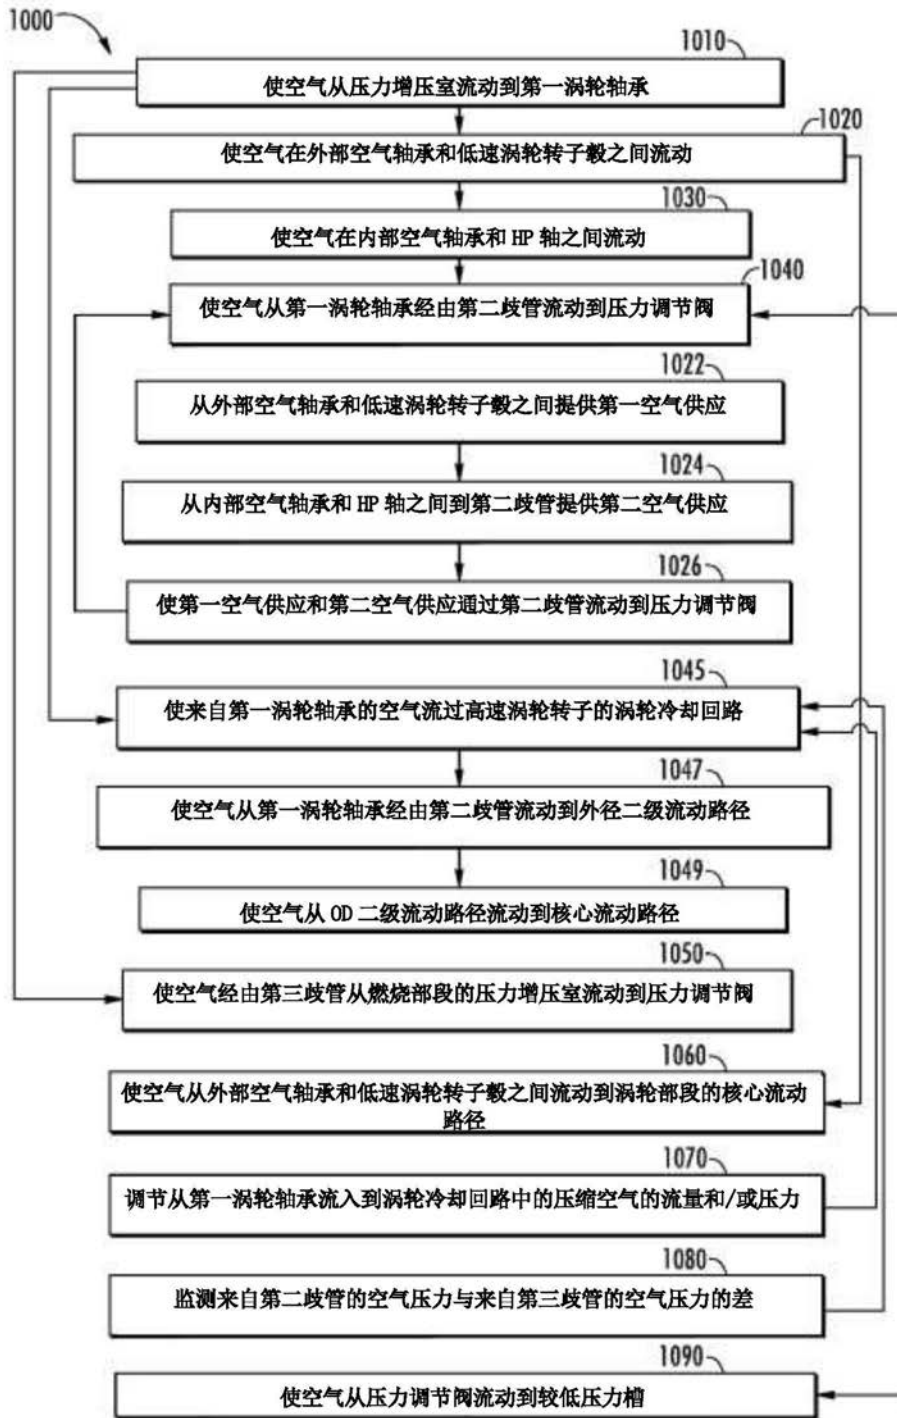 1000
1010
使空气从压力增压室流动到第一涡轮轴承
1020
使空气在外部空气轴承和低速涡轮转子毂之间流动
1030
使空气在内部空气轴承和 HP 轴之间流动
1040
使空气从第一涡轮轴承经由第二歧管流动到压力调节阀
1022
从外部空气轴承和低速涡轮转子毂之间提供第一空气供应
1024
从内部空气轴承和 HP 轴之间到第二歧管提供第二空气供应
1026
使第一空气供应和第二空气供应通过第二歧管流动到压力调节阀
1045
使来自第一涡轮轴承的空气流过高速涡轮转子的涡轮冷却回路
1047
使空气从第一涡轮轴承经由第二歧管流动到外径二级流动路径
1049
使空气从 OD 二级流动路径流动到核心流动路径
1050
使空气经由第三歧管从燃烧部段的压力增压室流动到压力调节阀
1060
使空气从外部空气轴承和低速涡轮转子毂之间流动到涡轮部段的核心流动
路径
1070
调节从第一涡轮轴承流入到涡轮冷却回路中的压缩空气的流量和/或压力
1080
监测来自第二歧管的空气压力与来自第三歧管的空气压力的差
1090
使空气从压力调节阀流动到较低压力槽